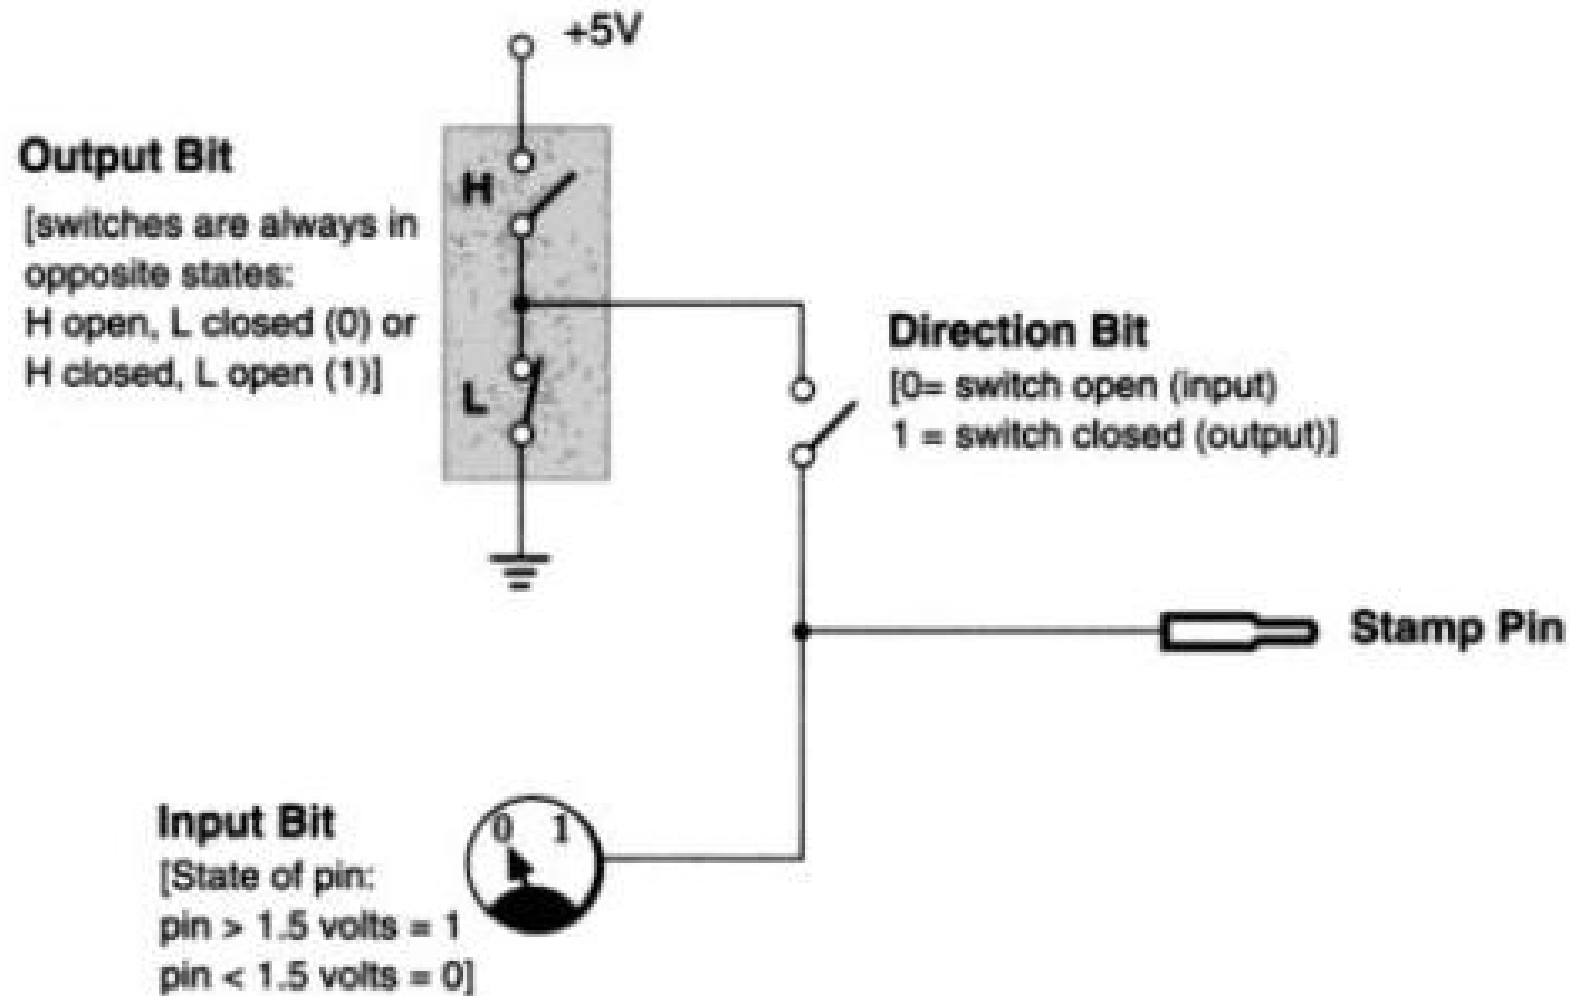 +5V
Output Bit
[switches are always in
opposite states:
H open, L closed (0) or
H closed, L open (1)]
H
L
Direction Bit
[0= switch open (input)
1 = switch closed (output)]
Stamp Pin
Input Bit
[State of pin:
pin > 1.5 volts = 1
pin < 1.5 volts = 0]
0 1